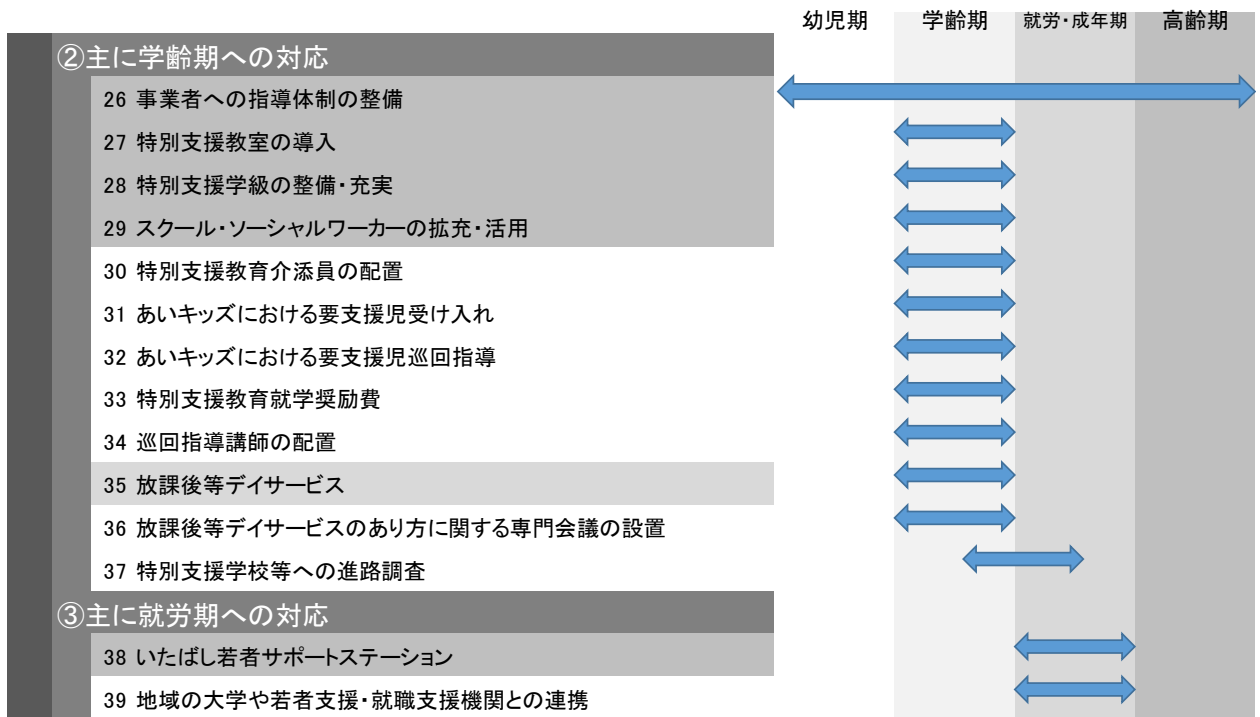 幼児期 学齢期 就労・成年期 高齢期
②主に学齢期への対応
26 事業者への指導体制の整備
27 特別支援教室の導入
28 特別支援学級の整備・充実
29 スクール・ソーシャルワーカーの拡充・活用
30 特別支援教育介添員の配置
31 あいキッズにおける要支援児受け入れ
32 あいキッズにおける要支援児巡回指導
33 特別支援教育就学奨励費
34 巡回指導講師の配置
35 放課後等デイサービス
36 放課後等デイサービスのあり方に関する専門会議の設置
37 特別支援学校等への進路調査
③主に就労期への対応
38 いたばし若者サポートステーション
39 地域の大学や若者支援・就職支援機関との連携